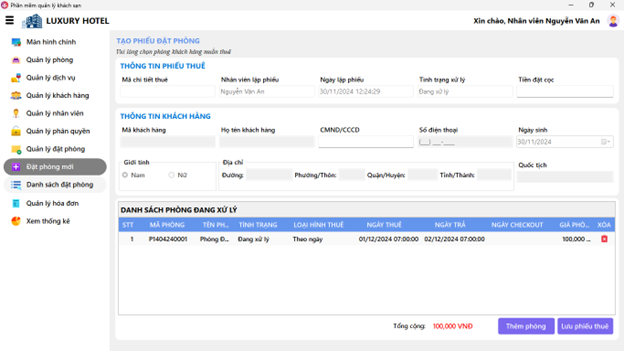 Phần mềm quản lý khách sạn
LUXURY HOTEL
Xin chào, Nhân viên Nguyễn Văn An
Màn hình chính
Quản lý phòng
Quản lý dịch vụ
Quản lý khách hàng
Quản lý nhân viên
Quản lý phân quyền
Quản lý đặt phòng
Đặt phòng mới
Danh sách đặt phòng
Quản lý hóa đơn
Xem thống kê
TẠO PHIẾU ĐẶT PHÒNG
Vui lòng chọn phòng khách hàng muốn thuê
THÔNG TIN PHIẾU THUÊ
Mã chi tiết thuê Nhân viên lập phiếu Ngày lập phiếu Tình trạng xử lý Tiền đặt cọc
Nguyễn Văn An 30/11/2024 12:24:29 Đang xử lý
THÔNG TIN KHÁCH HÀNG
Mã khách hàng Họ tên khách hàng CMND/CCCD Số điện thoại Ngày sinh
(___) ___-____ 30/11/2024
Giới tính Địa chỉ Quốc tịch
Nam Nữ Đường: Phường/Thôn: Quận/Huyện: Tỉnh/Thành:
DANH SÁCH PHÒNG ĐANG XỬ LÝ
STT MÃ PHÒNG TÊN PH... TÌNH TRẠNG LOẠI HÌNH THUÊ NGÀY THUÊ NGÀY TRẢ NGÀY CHECKOUT GIÁ PHÒ... XÓA
1 P1404240001 Phòng Đ... Đang xử lý Theo ngày 01/12/2024 07:00:00 02/12/2024 07:00:00 100,000 ...
Tổng cộng: 100,000 VNĐ Thêm phòng Lưu phiếu thuê